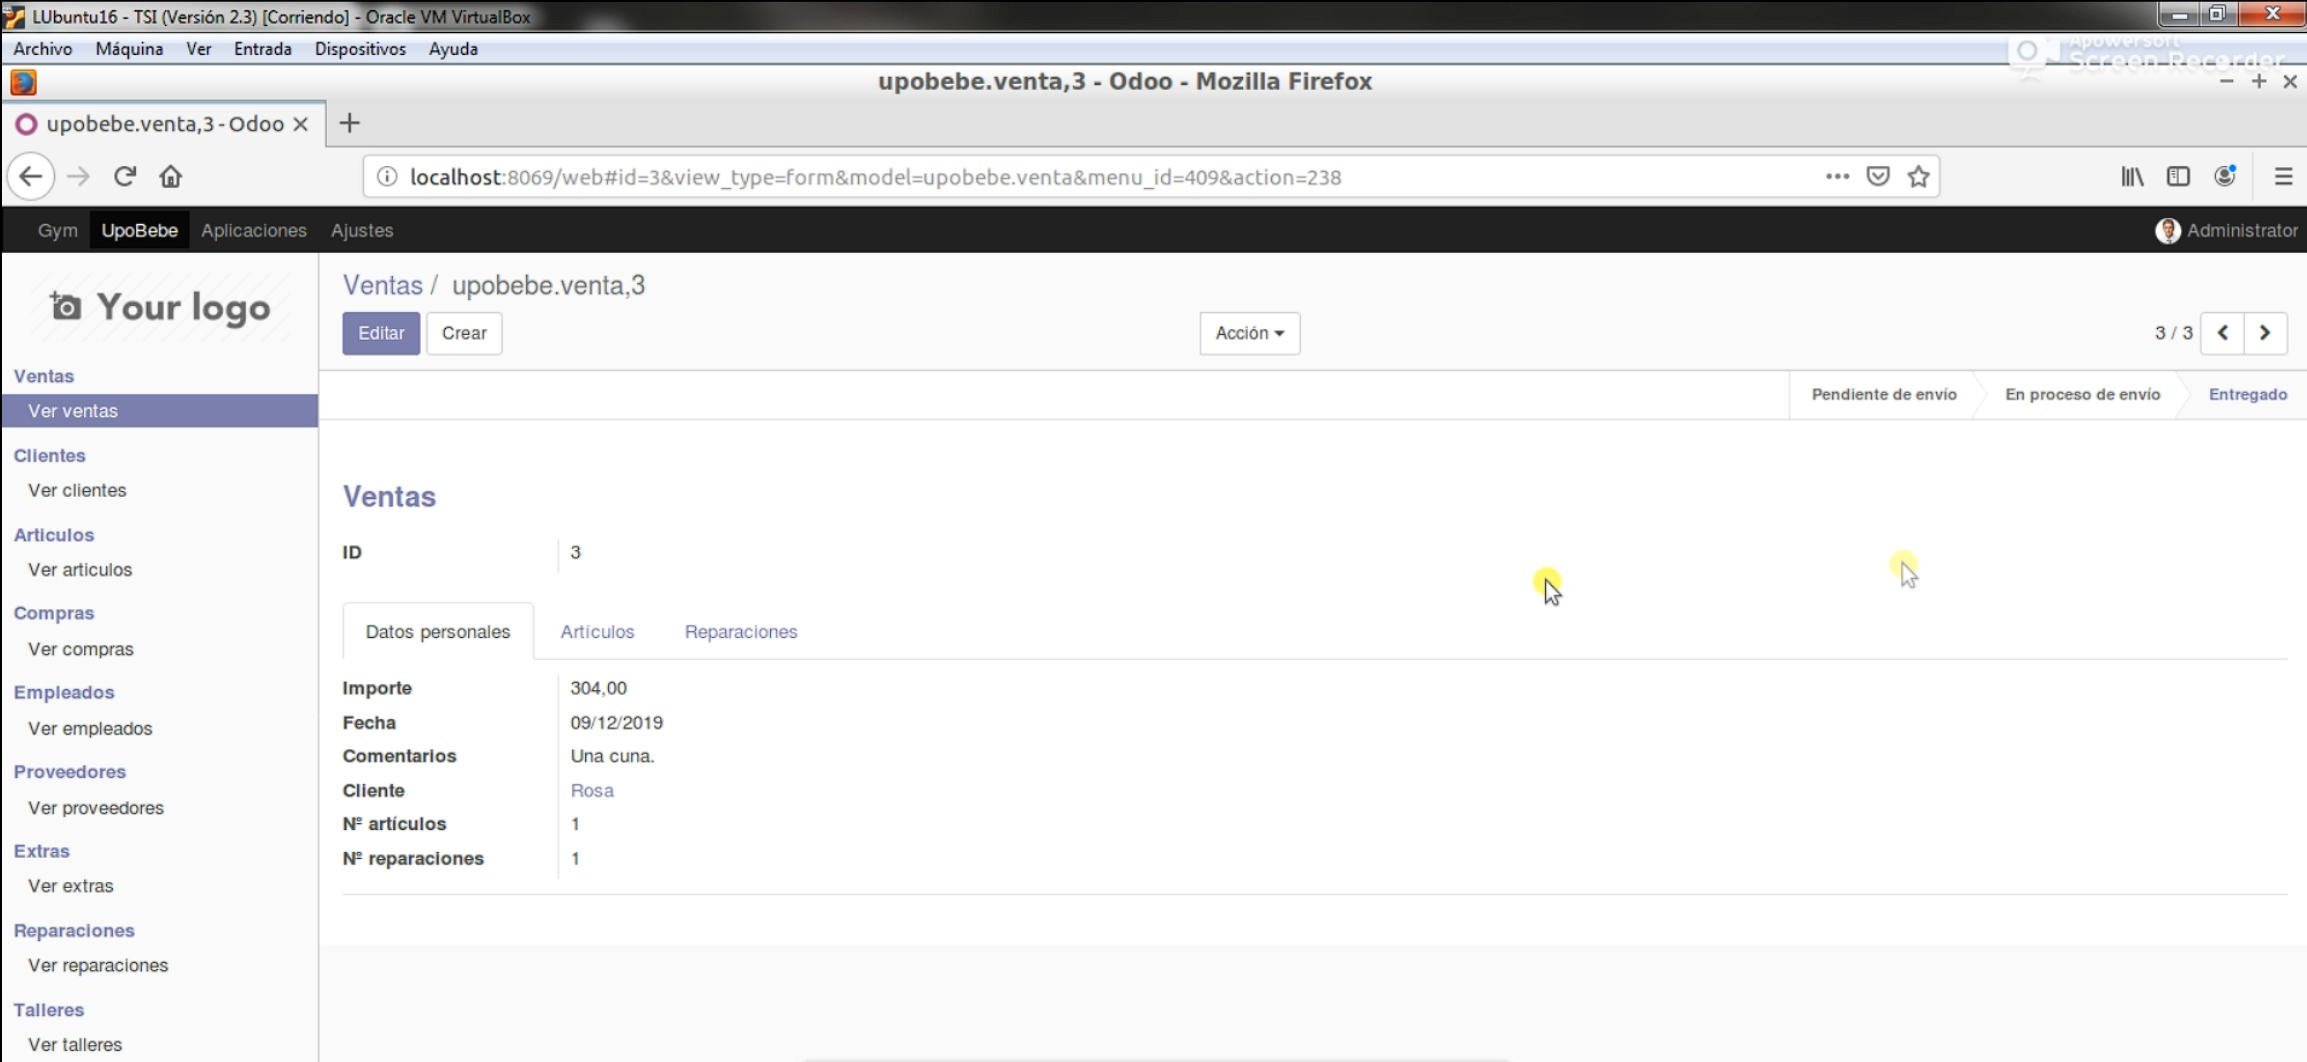 LUbuntu16 - TSI (Versión 2.3) [Corriendo] - Oracle VM VirtualBox
Archivo Máquina Ver Entrada Dispositivos Ayuda
Apowersoft
Screen Recorder
upobebe.venta,3 - Odoo - Mozilla Firefox
upobebe.venta,3 - Odoo
localhost:8069/web#id=3&view_type=form&model=upobebe.venta&menu_id=409&action=238
Gym UpoBebe Aplicaciones Ajustes Administrator
Your logo
Ventas
Ver ventas
Clientes
Ver clientes
Articulos
Ver articulos
Compras
Ver compras
Empleados
Ver empleados
Proveedores
Ver proveedores
Extras
Ver extras
Reparaciones
Ver reparaciones
Talleres
Ver talleres
Ventas / upobebe.venta,3
Editar Crear Acción 3 / 3
Pendiente de envío En proceso de envío Entregado
Ventas
ID 3
Datos personales Artículos Reparaciones
Importe 304,00
Fecha 09/12/2019
Comentarios Una cuna.
Cliente Rosa
Nº artículos 1
Nº reparaciones 1